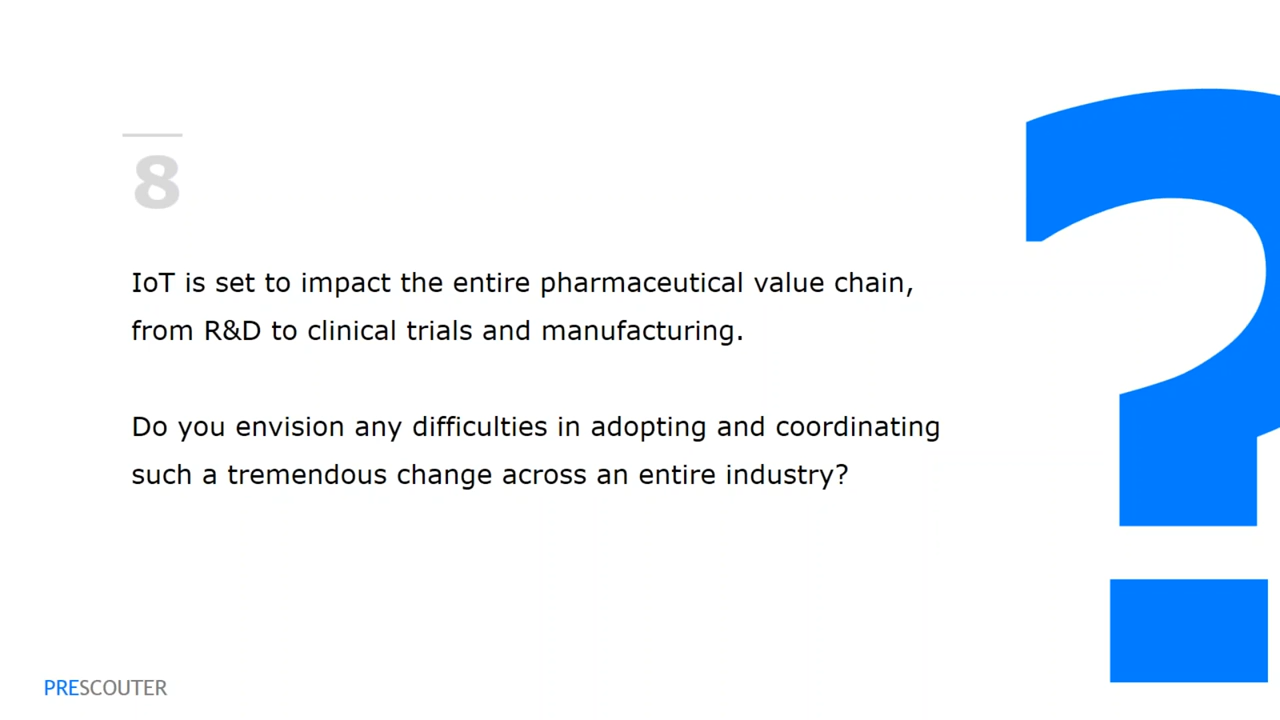 8
IoT is set to impact the entire pharmaceutical value chain,
from R&D to clinical trials and manufacturing.
Do you envision any difficulties in adopting and coordinating
such a tremendous change across an entire industry?
?
PRESCOUTER